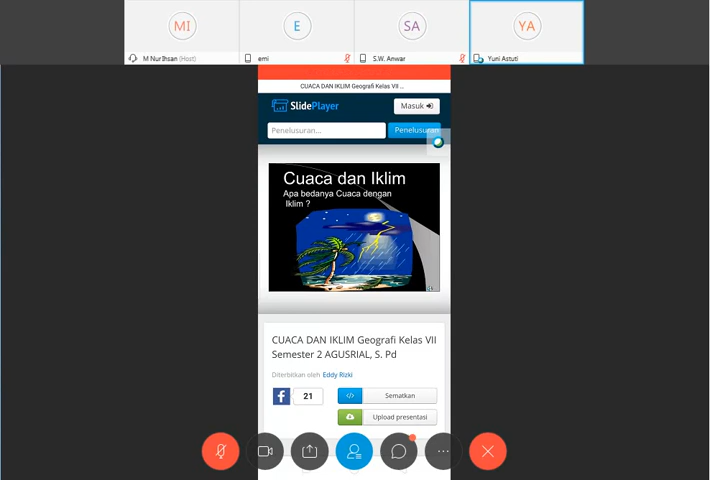 MI
E
SA
YA
M Nur Ihsan (Host)
emi
S.W. Anwar
Yuni Astuti
CUACA DAN IKLIM Geografi Kelas VII ...
SlidePlayer
Masuk
Penelusuran...
Penelusuran
Cuaca dan Iklim
Apa bedanya Cuaca dengan
Iklim ?
CUACA DAN IKLIM Geografi Kelas VII
Semester 2 AGUSRIAL, S. Pd
Diterbitkan oleh Eddy Rizki
f
21
</>
Sematkan
Upload presentasi